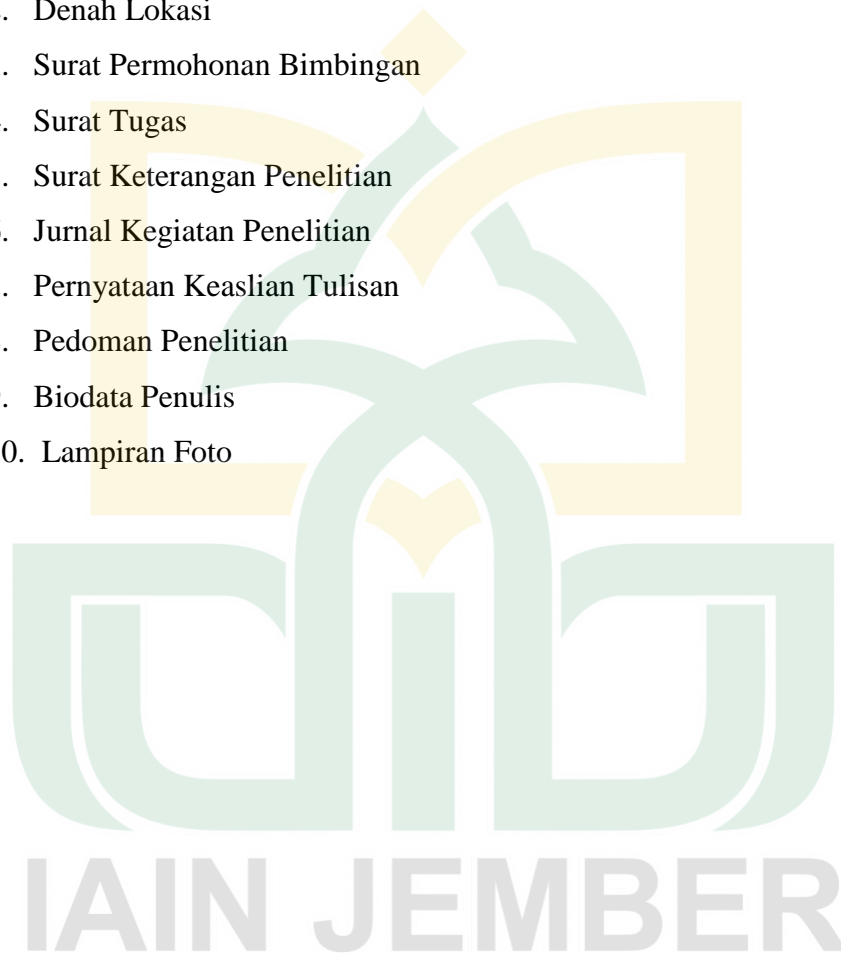 . Denah Lokasi
. Surat Permohonan Bimbingan
. Surat Tugas
. Surat Keterangan Penelitian
. Jurnal Kegiatan Penelitian
. Pernyataan Keaslian Tulisan
. Pedoman Penelitian
. Biodata Penulis
0. Lampiran Foto
IAIN JEMBER